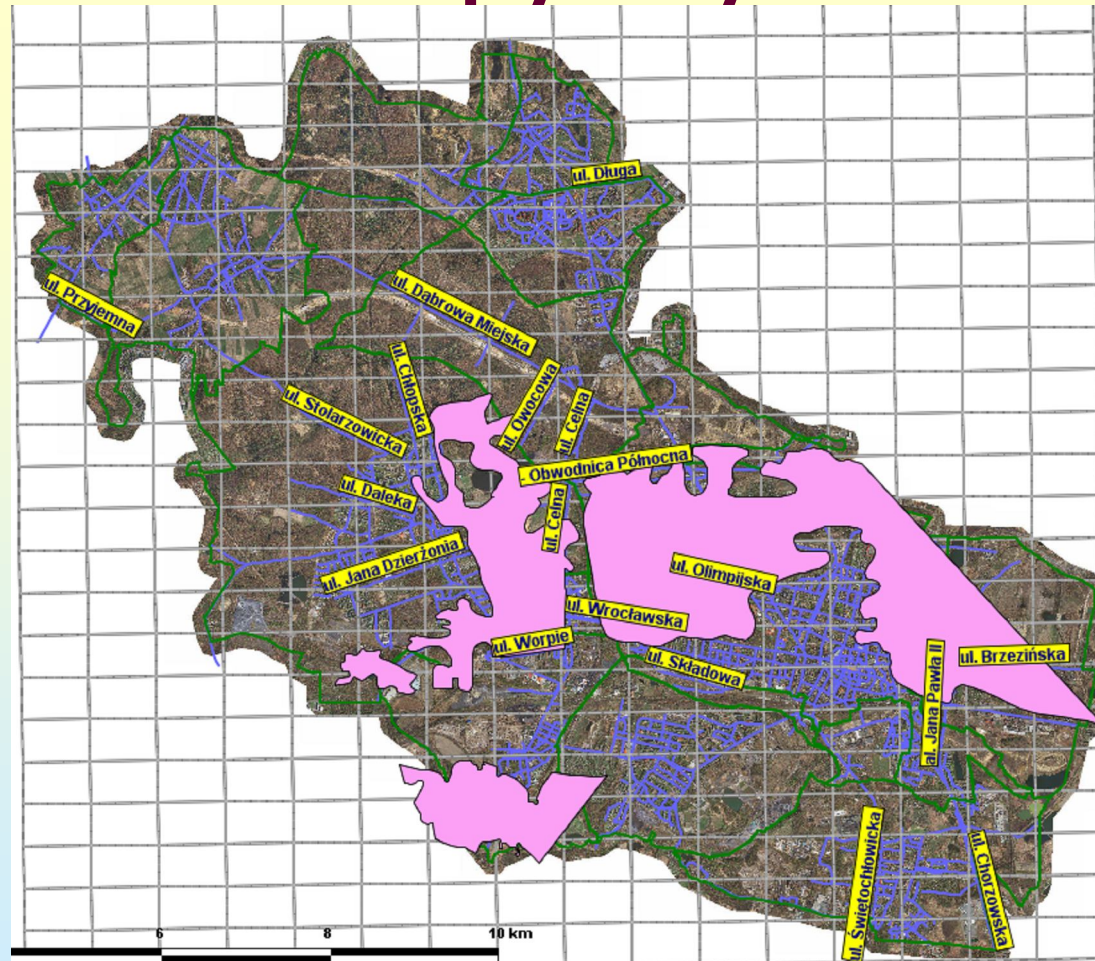 ul. Długa
ul. Przyjemna
ul. Dąbrowa Miejska
ul. Chłopska
ul. Owocowa
ul. Celna
ul. Stolarzowicka
- Obwodnica Północna
ul. Daleka
ul. Celna
ul. Jana Dzierżonia
ul. Olimpijska
ul. Wrocławska
ul. Worpie
ul. Składowa
ul. Brzezińska
al. Jana Pawła II
ul. Świętochłowicka
ul. Chorzowska
6 8 10 km